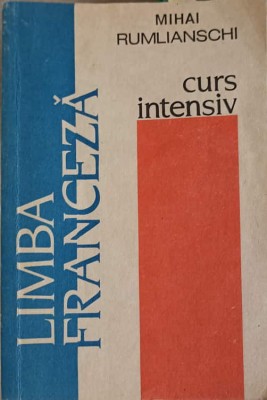 MIHAI
RUMLIANSCHI
curs
intensiv
LIMBA
FRANCEZĂ